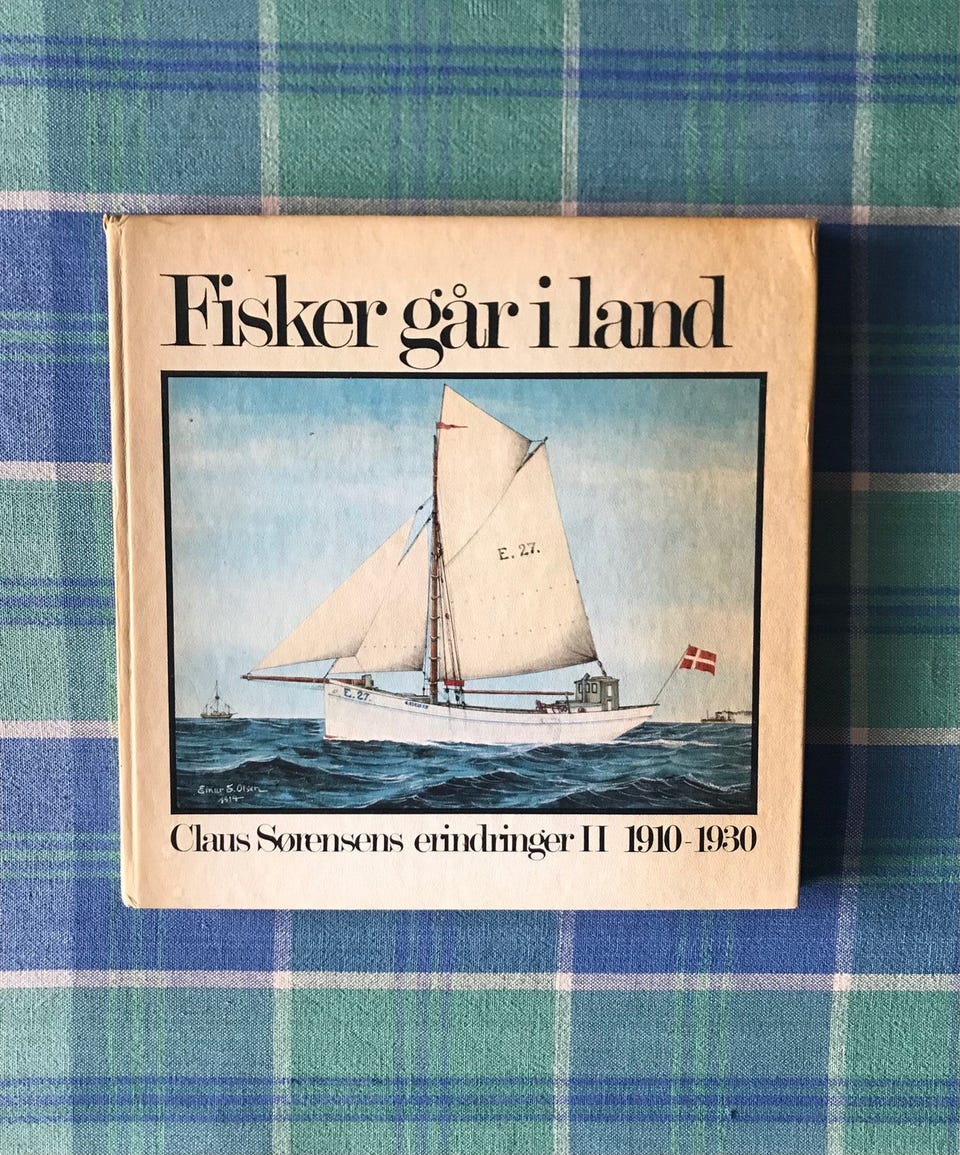 Fisker går i land
E. 27.
E. 27.
Einar S. Olsen
1914
Claus Sørensens erindringer II 1910-1930